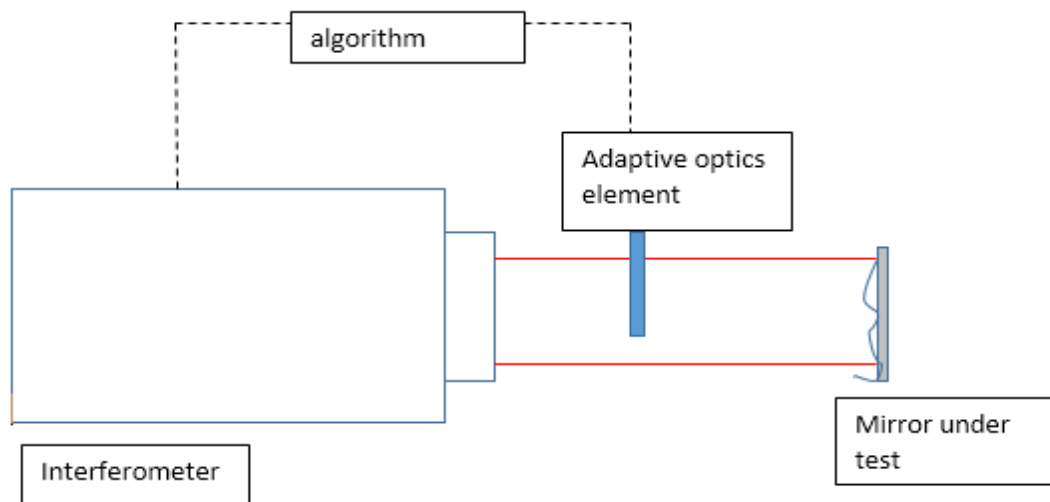 algorithm
Adaptive optics
element
Mirror under
test
Interferometer